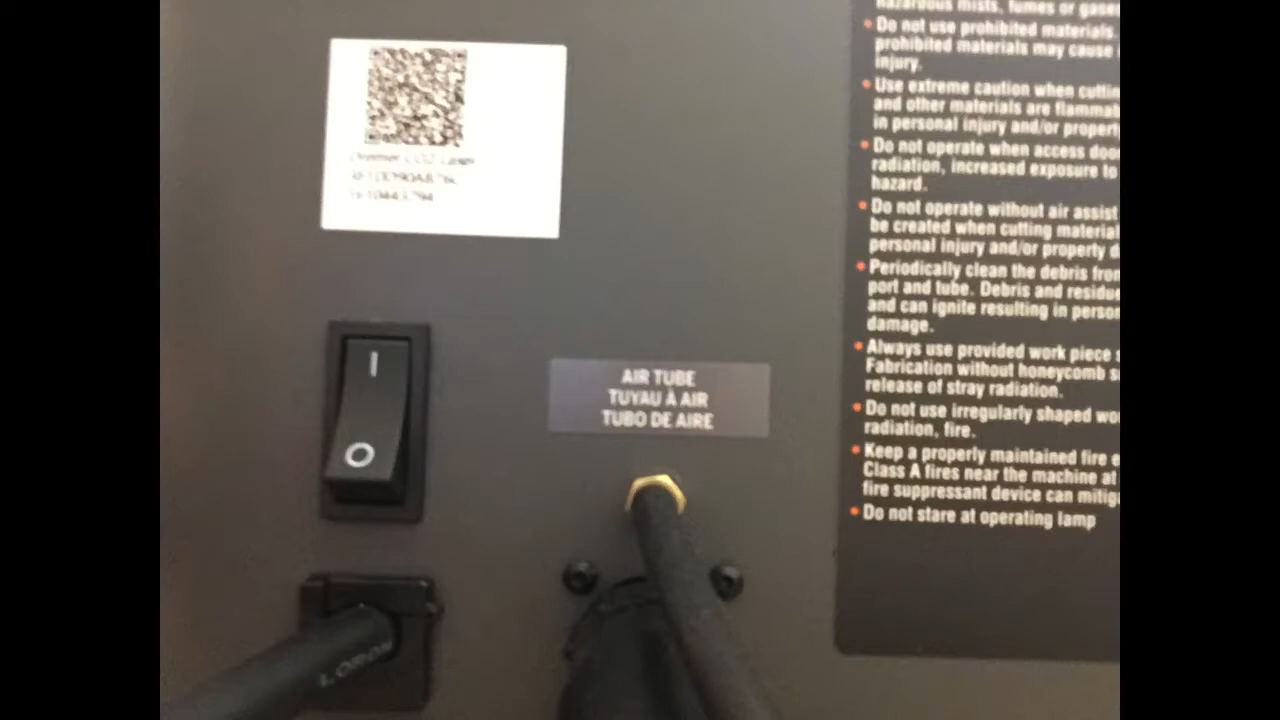 I
O
AIR TUBE
TUYAU À AIR
TUBO DE AIRE
hazardous mists, fumes or gase
• Do not use prohibited materials.
prohibited materials may cause
injury.
• Use extreme caution when cuttin
and other materials are flammab
in personal injury and/or propert
• Do not operate when access doo
radiation, increased exposure to
hazard.
• Do not operate without air assist
be created when cutting material
personal injury and/or property d
• Periodically clean the debris from
port and tube. Debris and residue
and can ignite resulting in person
damage.
• Always use provided work piece s
Fabrication without honeycomb s
release of stray radiation.
• Do not use irregularly shaped wo
radiation, fire.
• Keep a properly maintained fire e
Class A fires near the machine at
fire suppressant device can mitig
• Do not stare at operating lamp